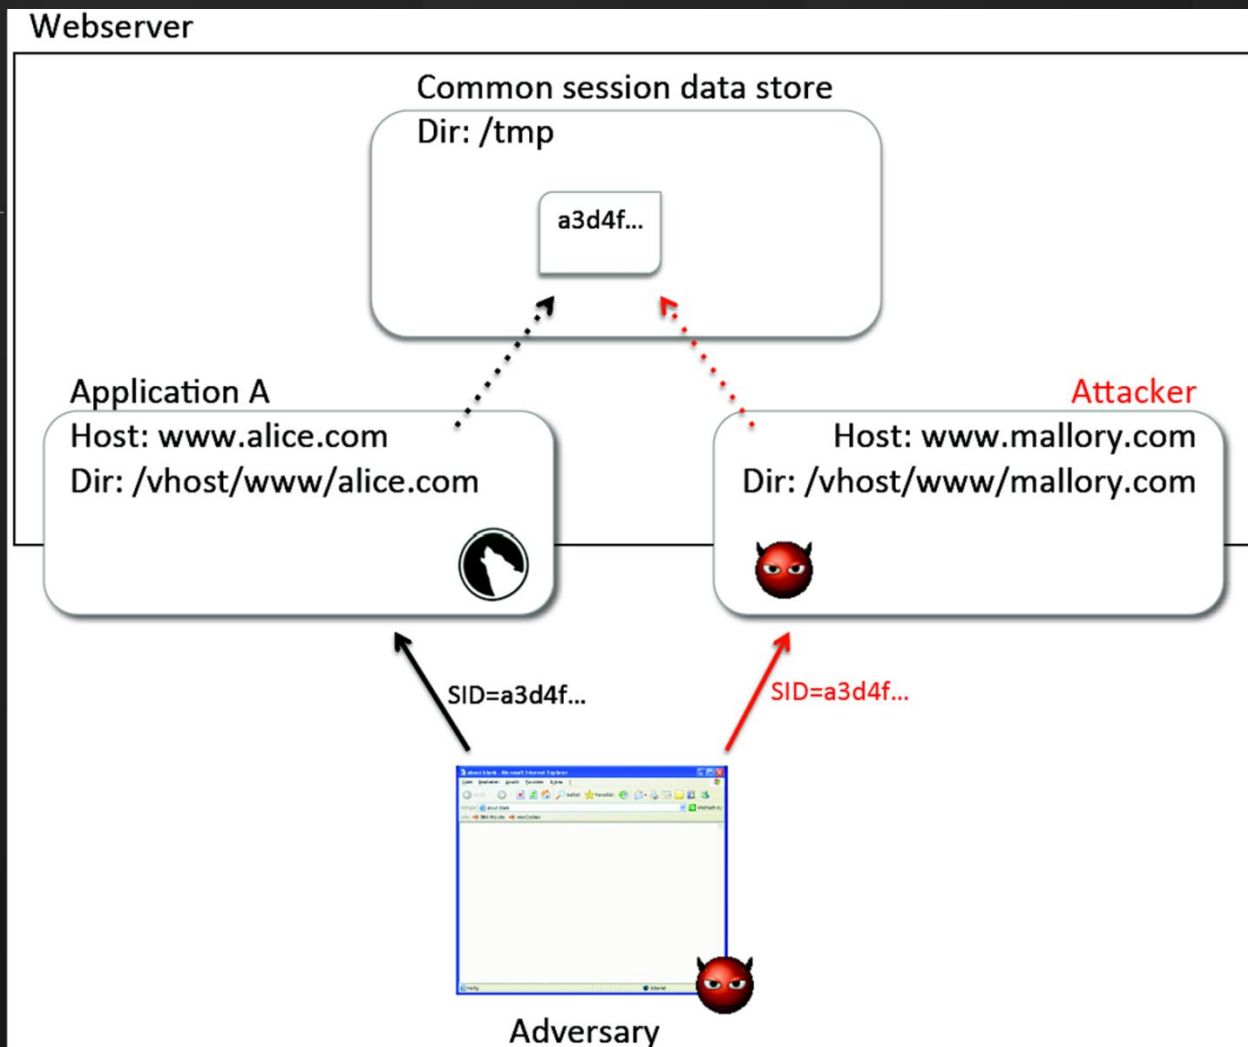 Webserver
Common session data store
Dir: /tmp
a3d4f...
Application A
Host: www.alice.com
Dir: /vhost/www/alice.com
Attacker
Host: www.mallory.com
Dir: /vhost/www/mallory.com
SID=a3d4f...
SID=a3d4f...
Adversary